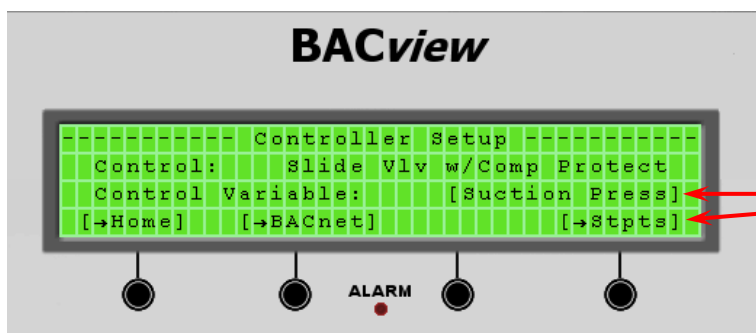 BACview
----------- Controller Setup -----------
Control: Slide Vlv w/Comp Protect
Control Variable: [Suction Press]
[→Home] [→BACnet] [→Stpts]
ALARM